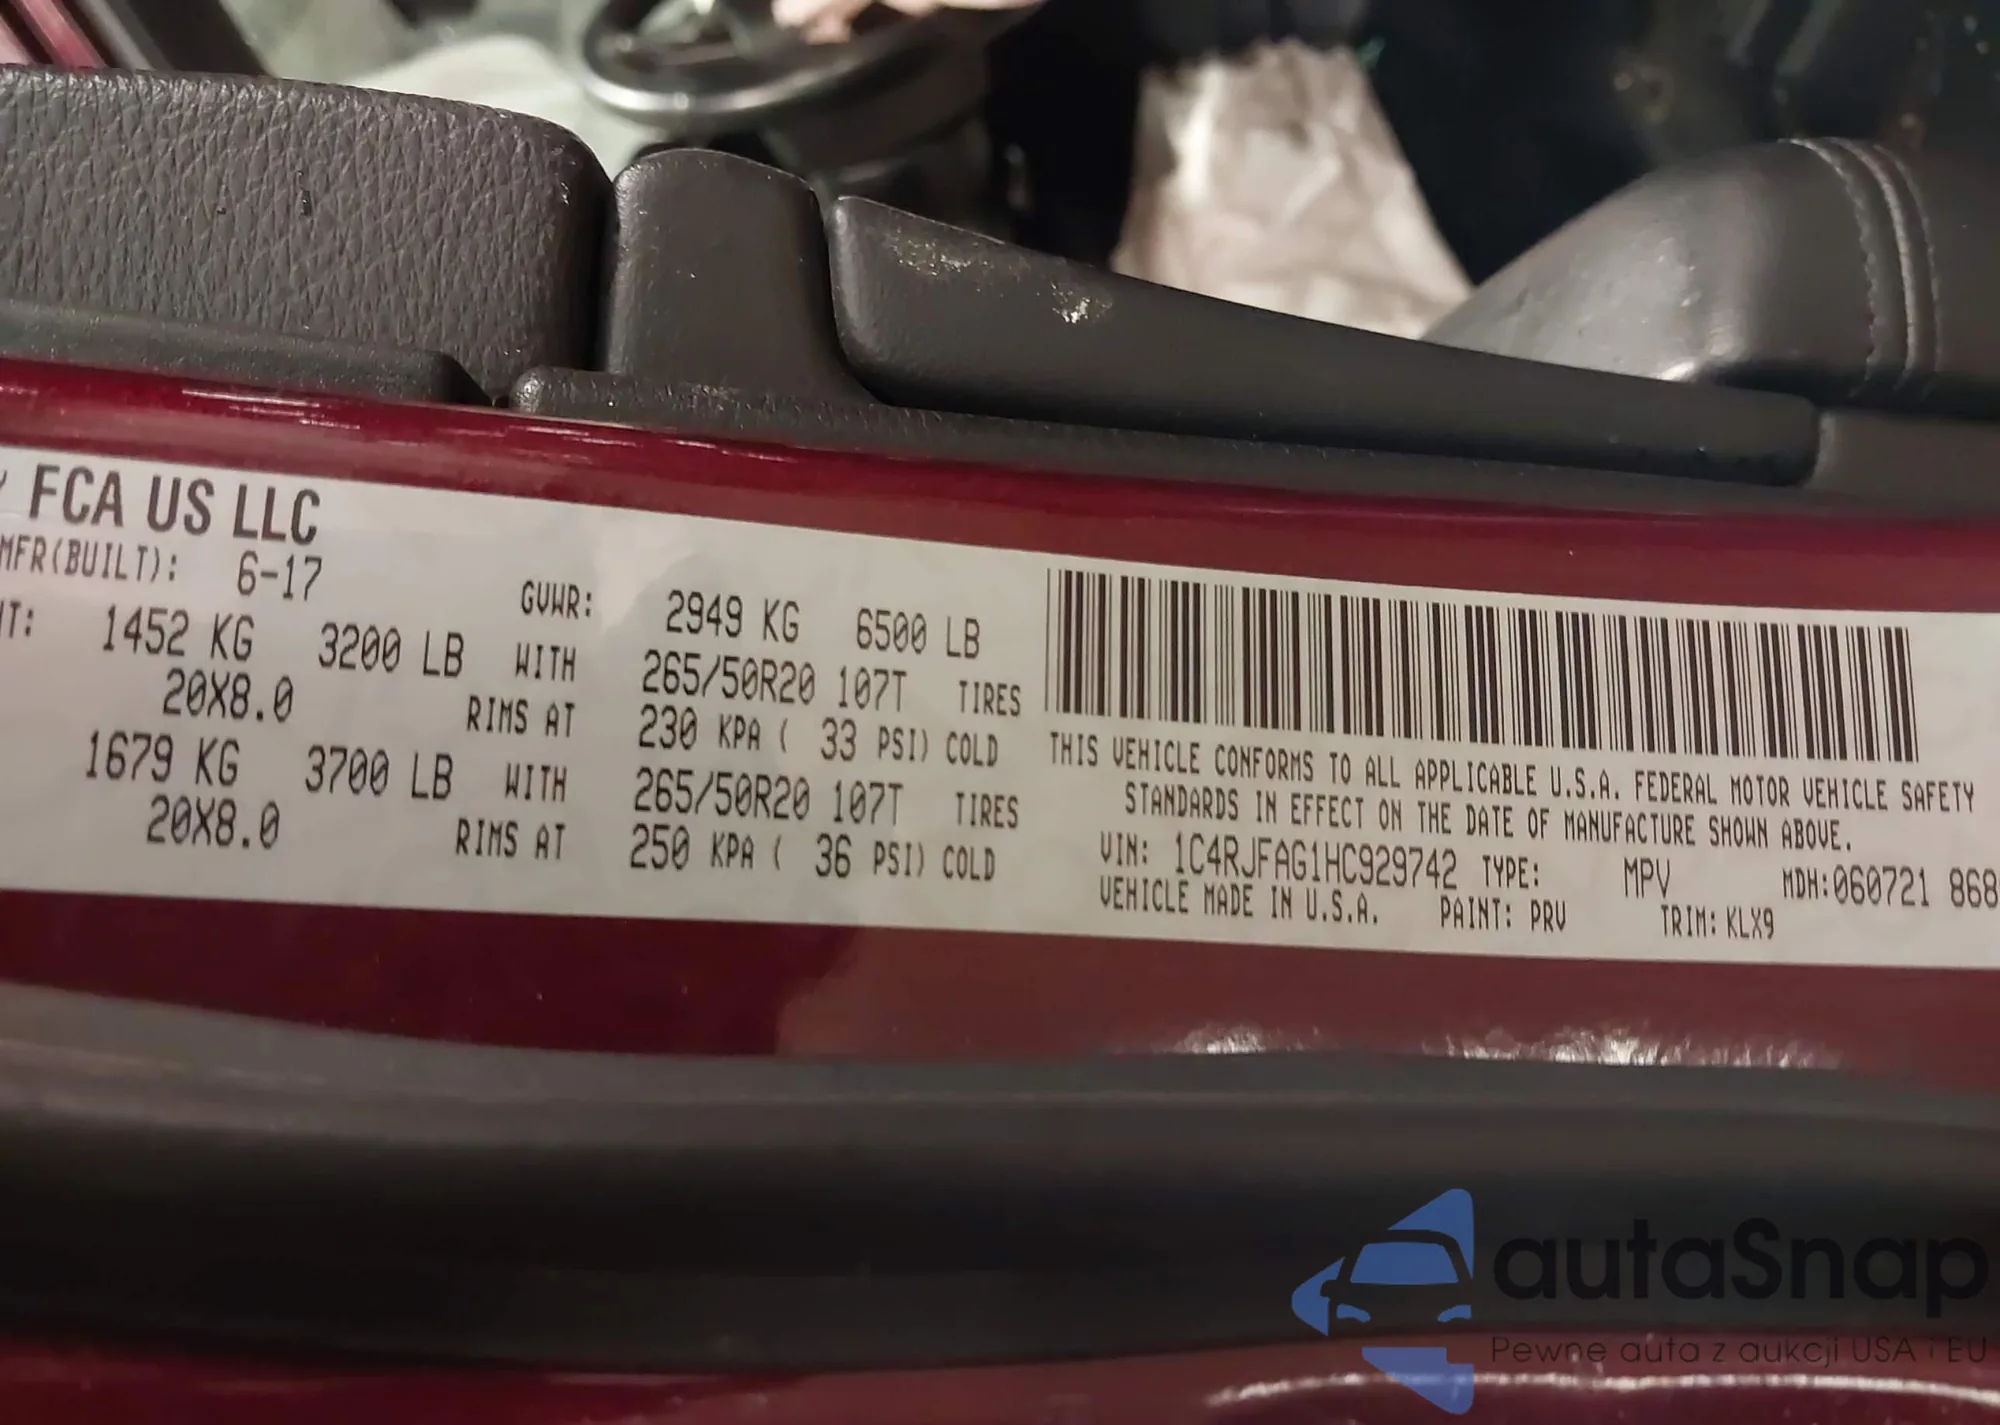 FCA US LLC
MFR(BUILT): 6-17
GVWR: 2949 KG 6500 LB
1452 KG 3200 LB WITH 265/50R20 107T TIRES
20X8.0 RIMS AT 230 KPA ( 33 PSI) COLD
1679 KG 3700 LB WITH 265/50R20 107T TIRES
20X8.0 RIMS AT 250 KPA ( 36 PSI) COLD
THIS VEHICLE CONFORMS TO ALL APPLICABLE U.S.A. FEDERAL MOTOR VEHICLE SAFETY
STANDARDS IN EFFECT ON THE DATE OF MANUFACTURE SHOWN ABOVE.
VIN: 1C4RJFAG1HC929742 TYPE: MPV MDH:060721 868
VEHICLE MADE IN U.S.A. PAINT: PRV TRIM: KLX9
autaSnap
Pewne auta z aukcji USA i EU